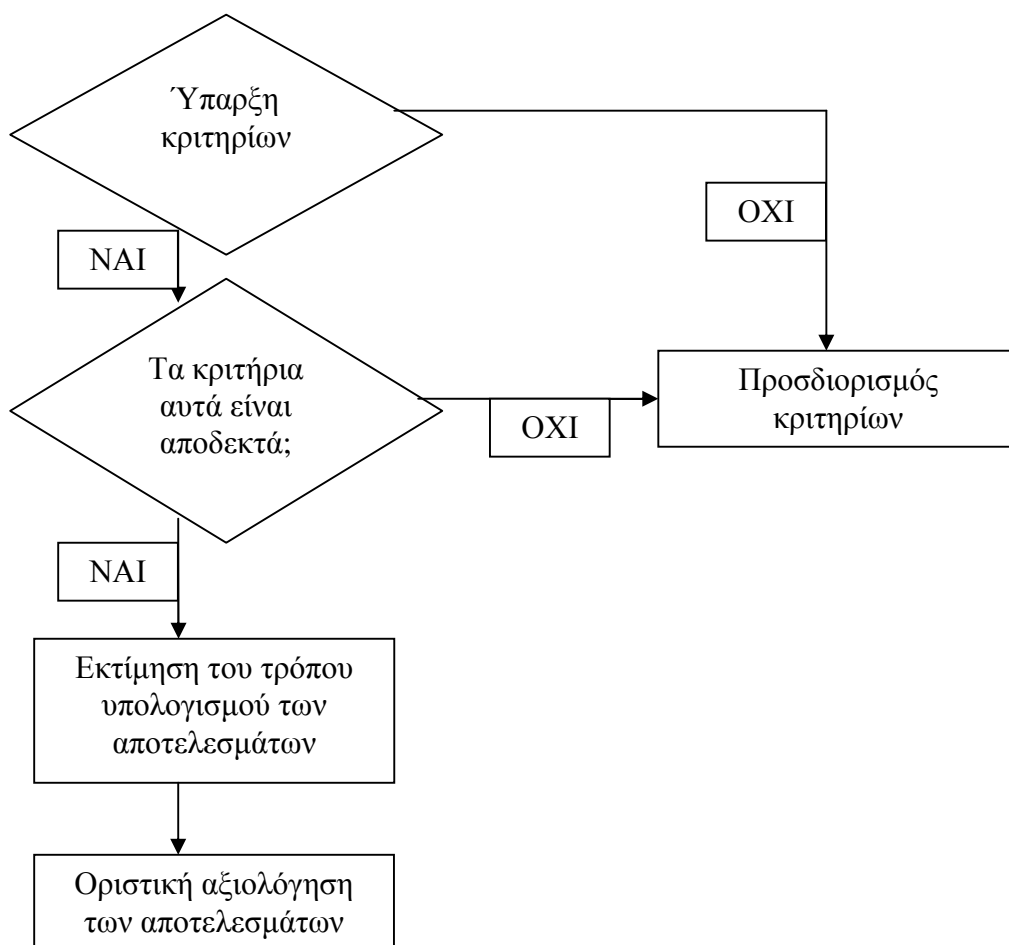 Ύπαρξη
κριτηρίων
ΟΧΙ
ΝΑΙ
Τα κριτήρια
αυτά είναι
αποδεκτά;
Προσδιορισμός
κριτηρίων
ΟΧΙ
ΝΑΙ
Εκτίμηση του τρόπου
υπολογισμού των
αποτελεσμάτων
Οριστική αξιολόγηση
των αποτελεσμάτων